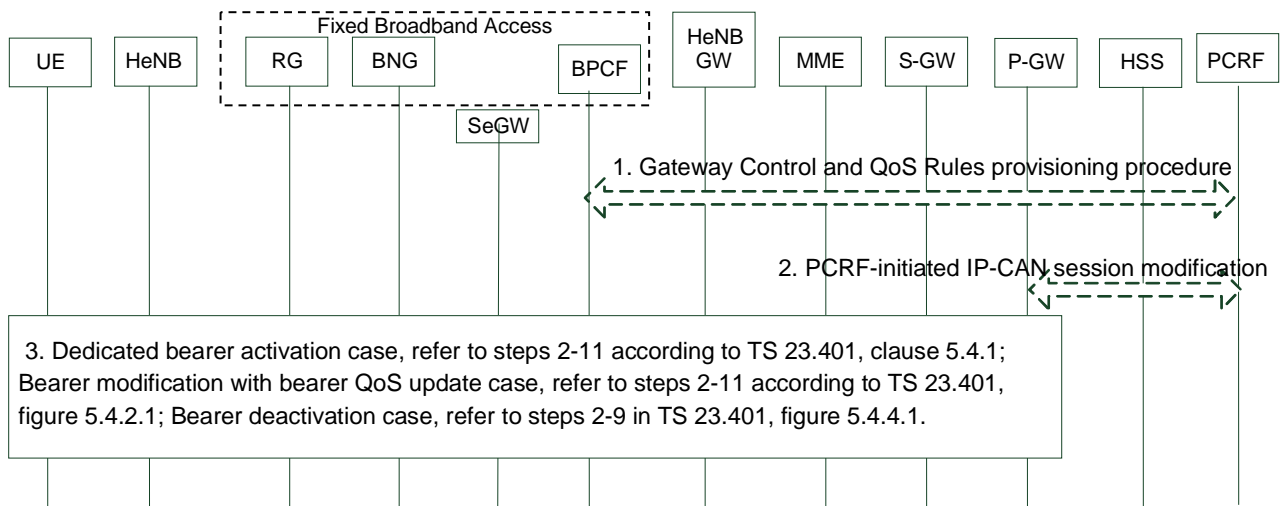 Fixed Broadband Access
UE
HeNB
RG
BNG
BPCF
HeNB
GW
MME
S-GW
P-GW
HSS
PCRF
SeGW
1. Gateway Control and QoS Rules provisioning procedure
2. PCRF-initiated IP-CAN session modification
3. Dedicated bearer activation case, refer to steps 2-11 according to TS 23.401, clause 5.4.1;
Bearer modification with bearer QoS update case, refer to steps 2-11 according to TS 23.401,
figure 5.4.2.1; Bearer deactivation case, refer to steps 2-9 in TS 23.401, figure 5.4.4.1.